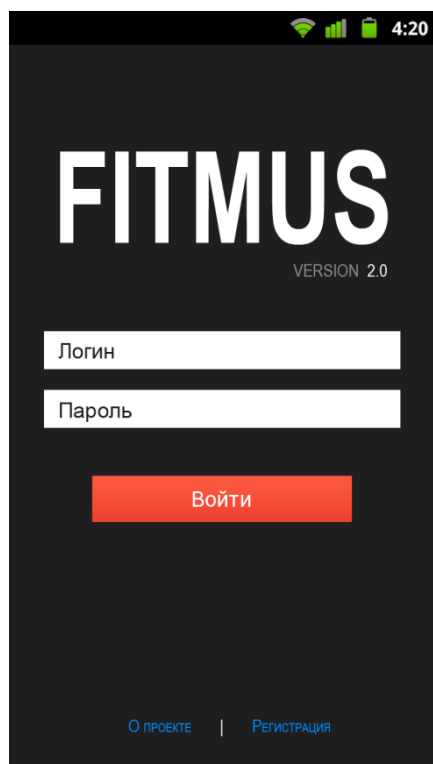 4:20
FITMUS
VERSION 2.0
Логин
Пароль
Войти
О проекте | Регистрация